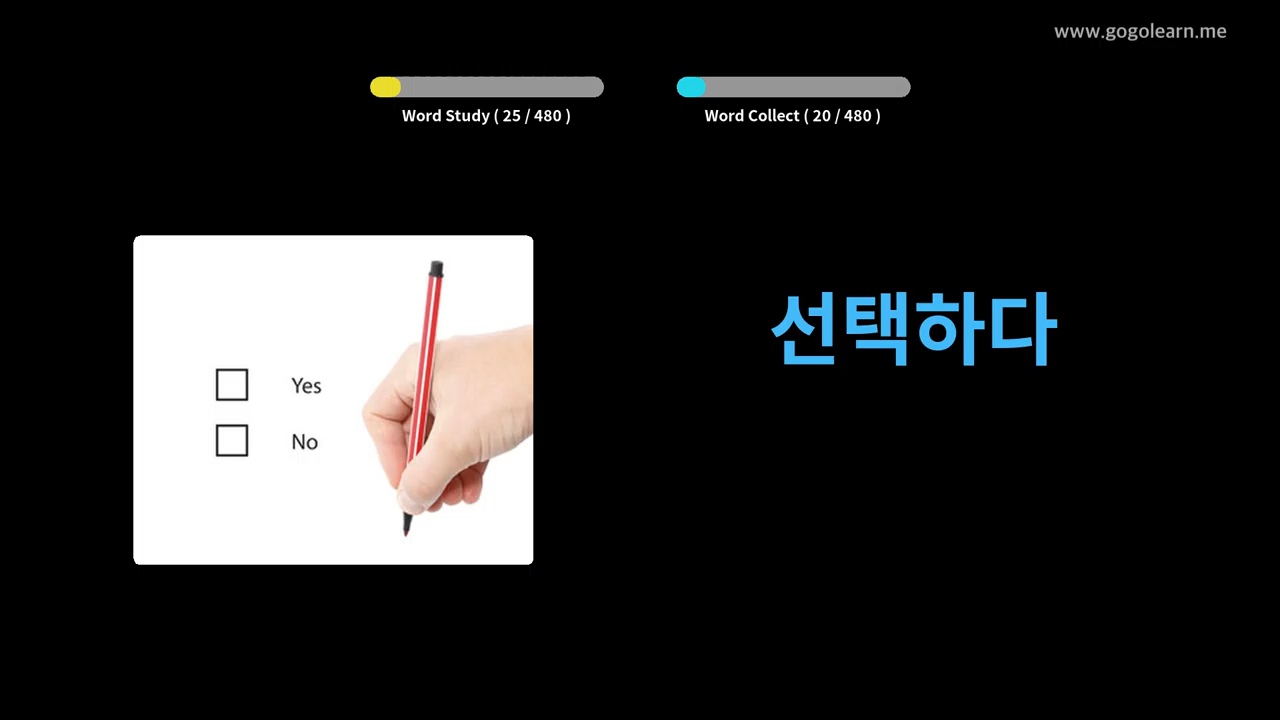 www.gogolearn.me
Word Study ( 25 / 480 )
Word Collect ( 20 / 480 )
선택하다
Yes
No